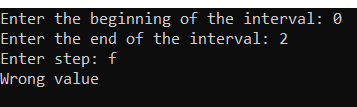 Enter the beginning of the interval: 0
Enter the end of the interval: 2
Enter step: f
Wrong value